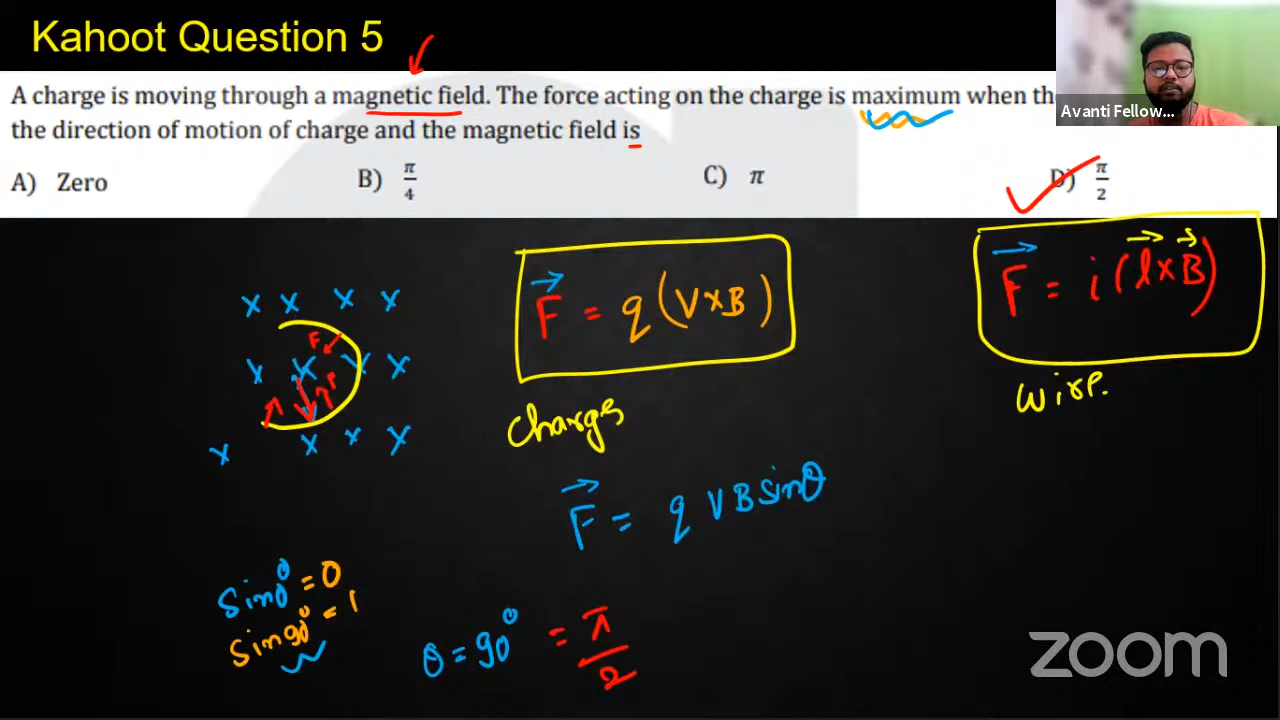 Kahoot Question 5
A charge is moving through a magnetic field. The force acting on the charge is maximum when th
Avanti Fellow...
the direction of motion of charge and the magnetic field is
A) Zero B) π/4 C) π D) π/2
F = q (V×B)
F = i (l×B)
x x x x
F
x x x x
F
x x x x
charges
wire.
F = q V B sinθ
sin0° = 0
sin90° = 1
θ = 90° = π/2
zoom